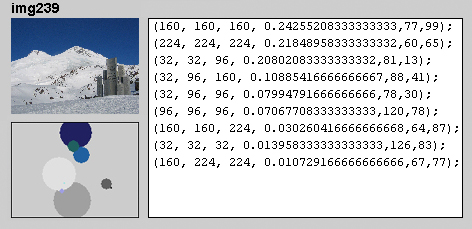 img239
(160, 160, 160, 0.24255208333333333,77,99);
(224, 224, 224, 0.21848958333333332,60,65);
(32, 32, 96, 0.20802083333333332,81,13);
(32, 96, 160, 0.10885416666666667,88,41);
(32, 96, 96, 0.07994791666666666,78,30);
(96, 96, 96, 0.07067708333333333,120,78);
(160, 160, 224, 0.030260416666666668,64,87);
(32, 32, 32, 0.013958333333333333,126,83);
(160, 224, 224, 0.010729166666666666,67,77);